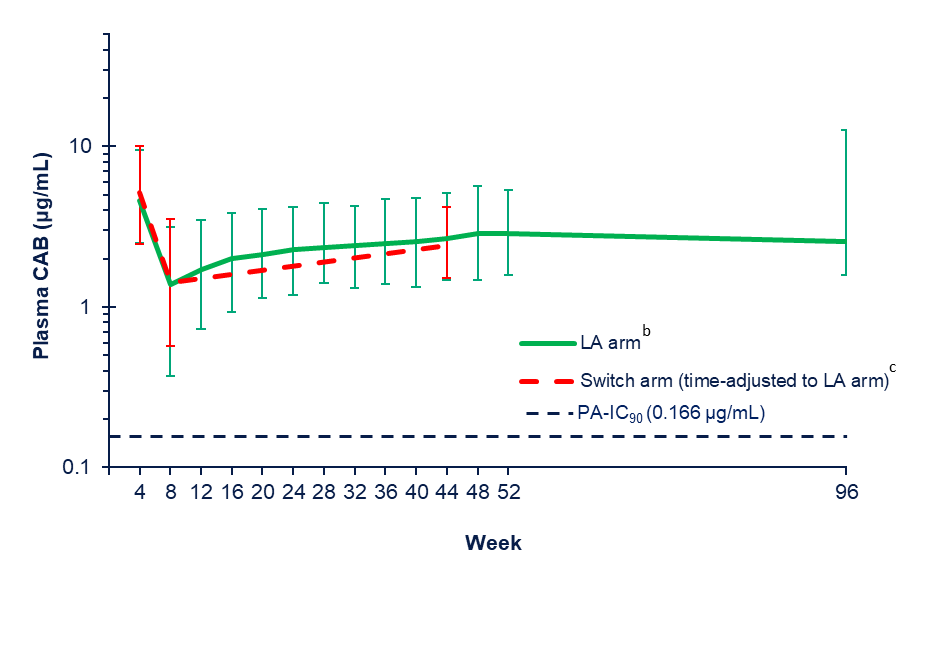 Plasma CAB (µg/mL)
10
1
0.1
LA arm b
Switch arm (time-adjusted to LA arm) c
PA-IC90 (0.166 µg/mL)
4 8 12 16 20 24 28 32 36 40 44 48 52 96
Week